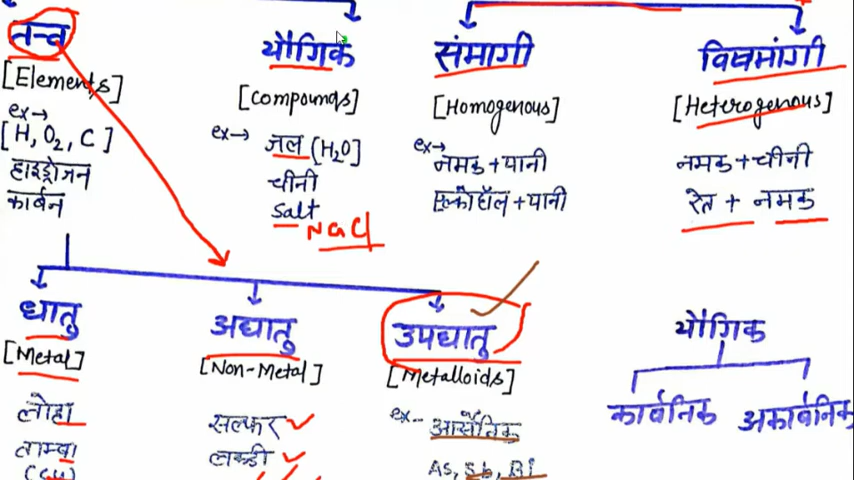 तत्व
[Elements]
ex→
[H, O₂, C]
हाइड्रोजन
कार्बन
यौगिक
[Compounds]
ex→ जल [H₂O]
चीनी
Salt
NaCl
संमागी
[Homogenous]
ex→
नमक+पानी
एल्कोहॉल+पानी
विषमांगी
[Heterogenous]
नमक+चीनी
रेत + नमक
धातु
[Metal]
लोहा
ताम्बा
(Cu)
अधातु
[Non-Metal]
सल्फर
लकड़ी
उपधातु
[Metalloids]
ex- आर्सेनिक
As, Sb, Bi
यौगिक
कार्बनिक अकार्बनिक